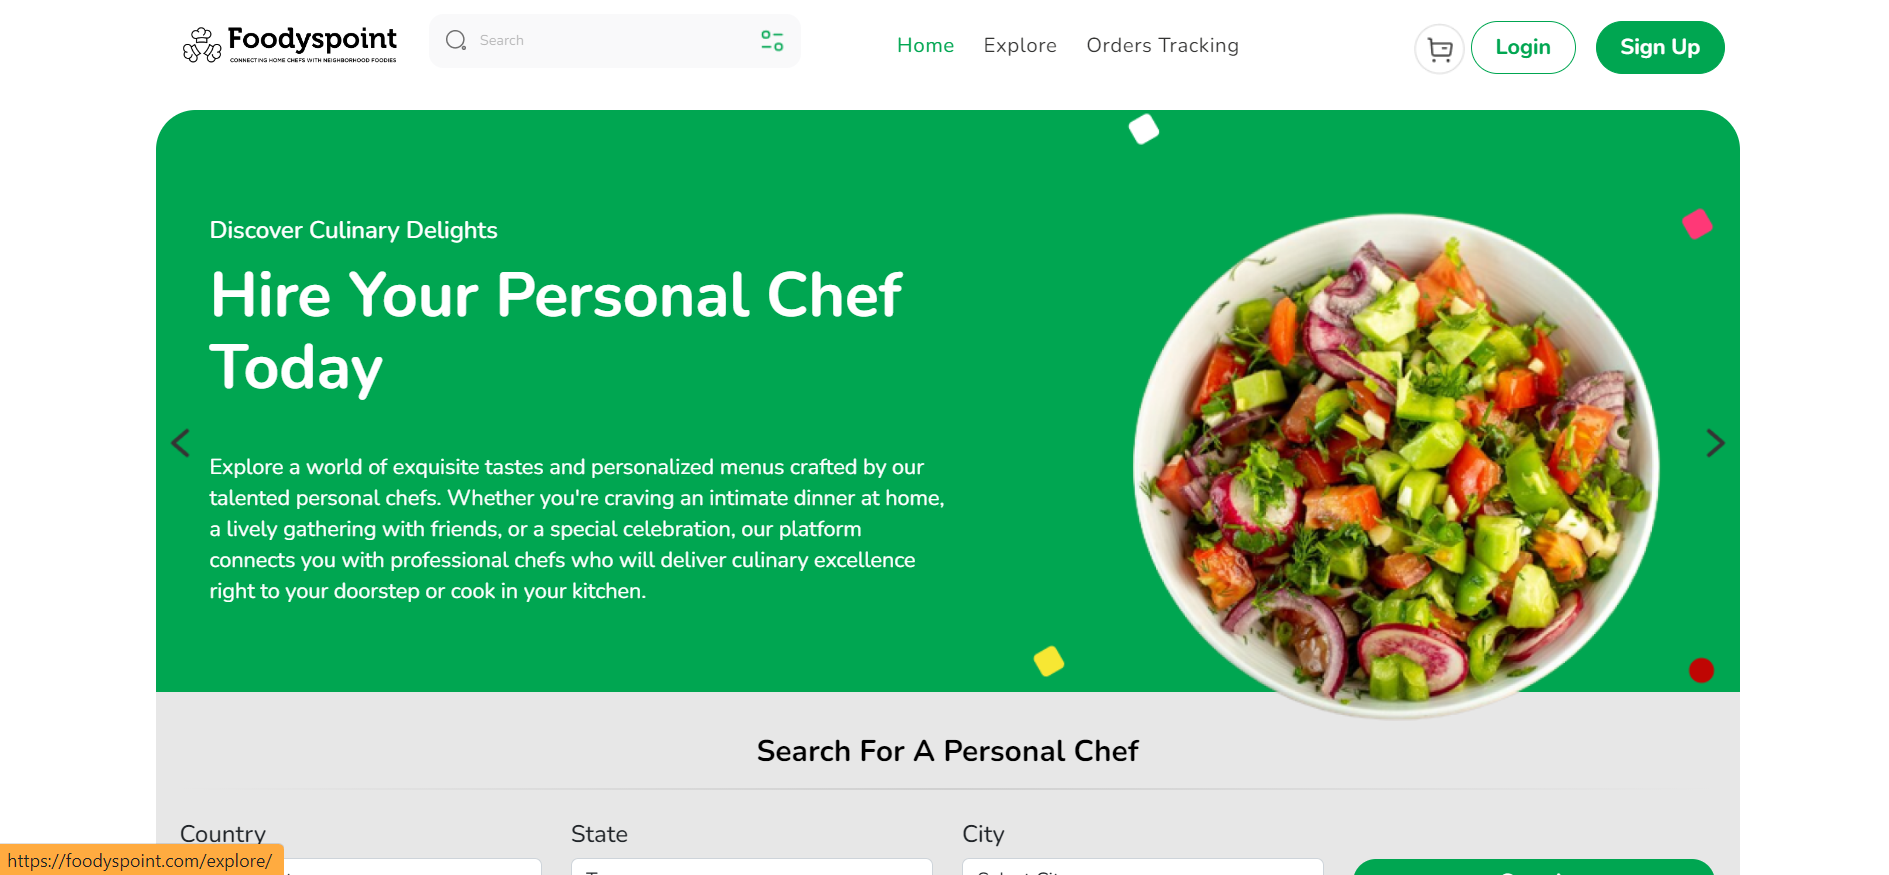 Foodyspoint
CONNECTING HOME CHEFS WITH NEIGHBORHOOD FOODIES
Search
Home
Explore
Orders Tracking
Login
Sign Up
Discover Culinary Delights
Hire Your Personal Chef
Today
Explore a world of exquisite tastes and personalized menus crafted by our
talented personal chefs. Whether you're craving an intimate dinner at home,
a lively gathering with friends, or a special celebration, our platform
connects you with professional chefs who will deliver culinary excellence
right to your doorstep or cook in your kitchen.
Search For A Personal Chef
Country
State
City
https://foodyspoint.com/explore/